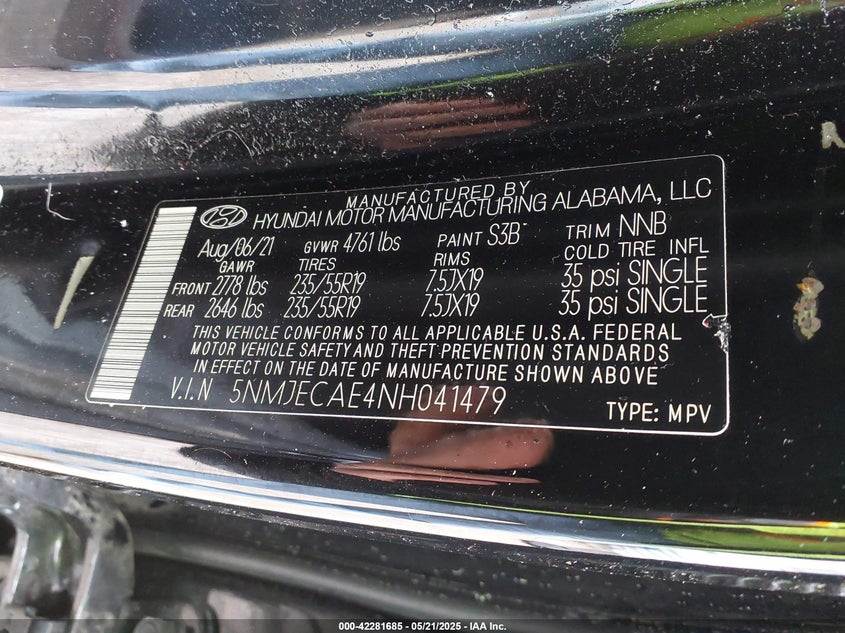 MANUFACTURED BY
HYUNDAI MOTOR MANUFACTURING ALABAMA, LLC
Aug/06/21 GVWR 4761 lbs PAINT S3B TRIM NNB
GAWR TIRES RIMS COLD TIRE INFL
FRONT 2778 lbs 235/55R19 7.5JX19 35 psi SINGLE
REAR 2646 lbs 235/55R19 7.5JX19 35 psi SINGLE
THIS VEHICLE CONFORMS TO ALL APPLICABLE U.S.A. FEDERAL
MOTOR VEHICLE SAFETY AND THEFT PREVENTION STANDARDS
IN EFFECT ON THE DATE OF MANUFACTURE SHOWN ABOVE
V.I.N 5NMJECAE4NH041479
TYPE: MPV
000-42281685 - 05/21/2025 - IAA Inc.